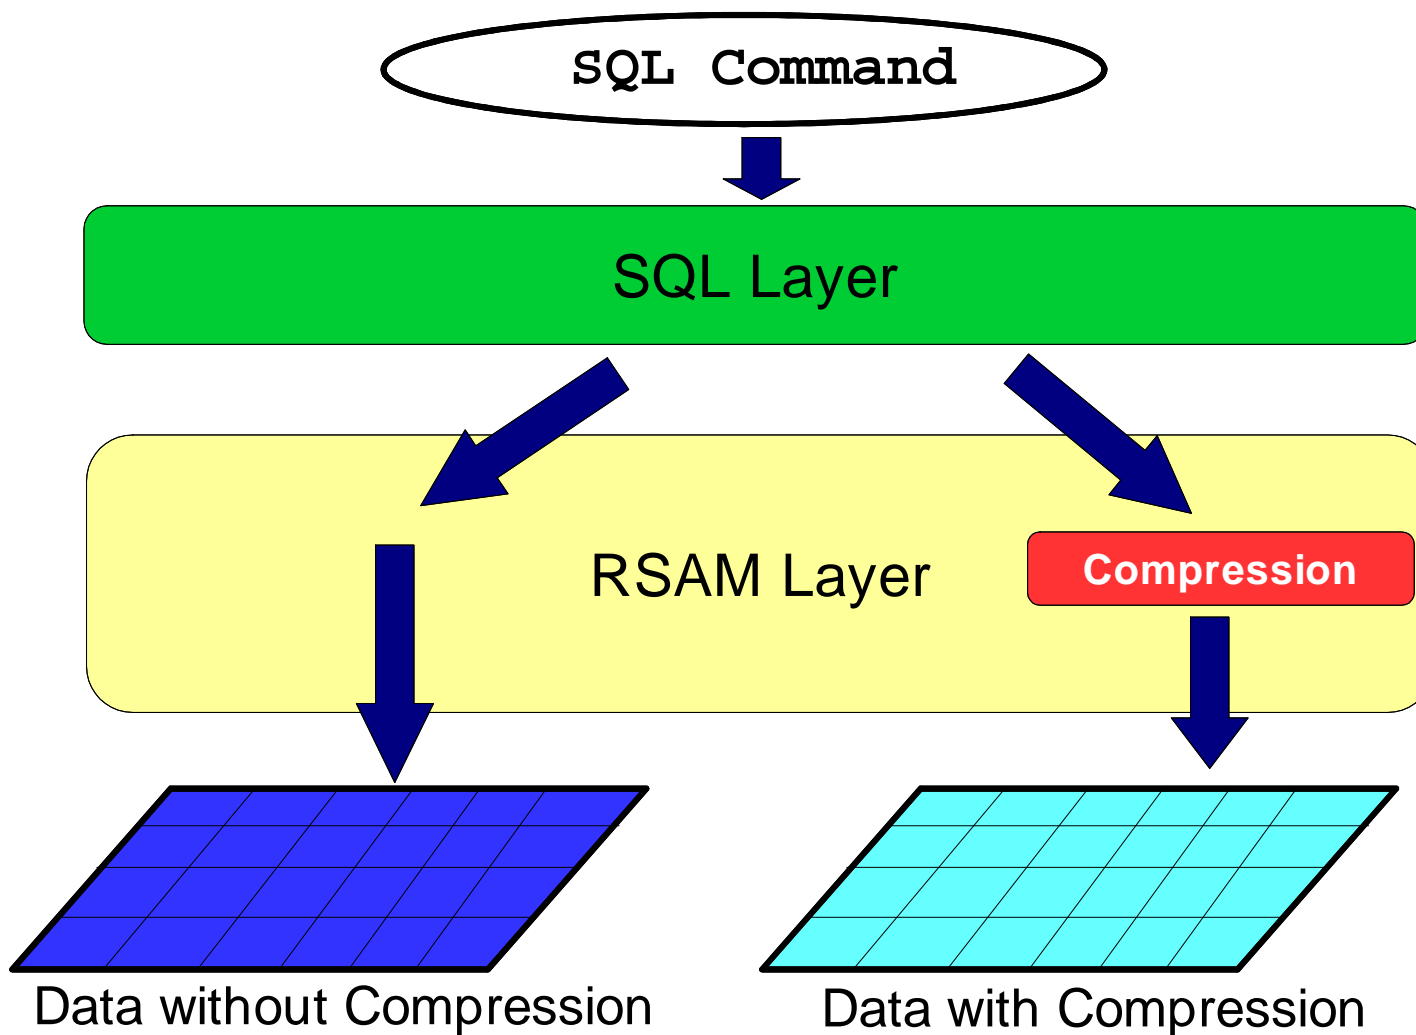 SQL Command
SQL Layer
RSAM Layer
Compression
Data without Compression
Data with Compression